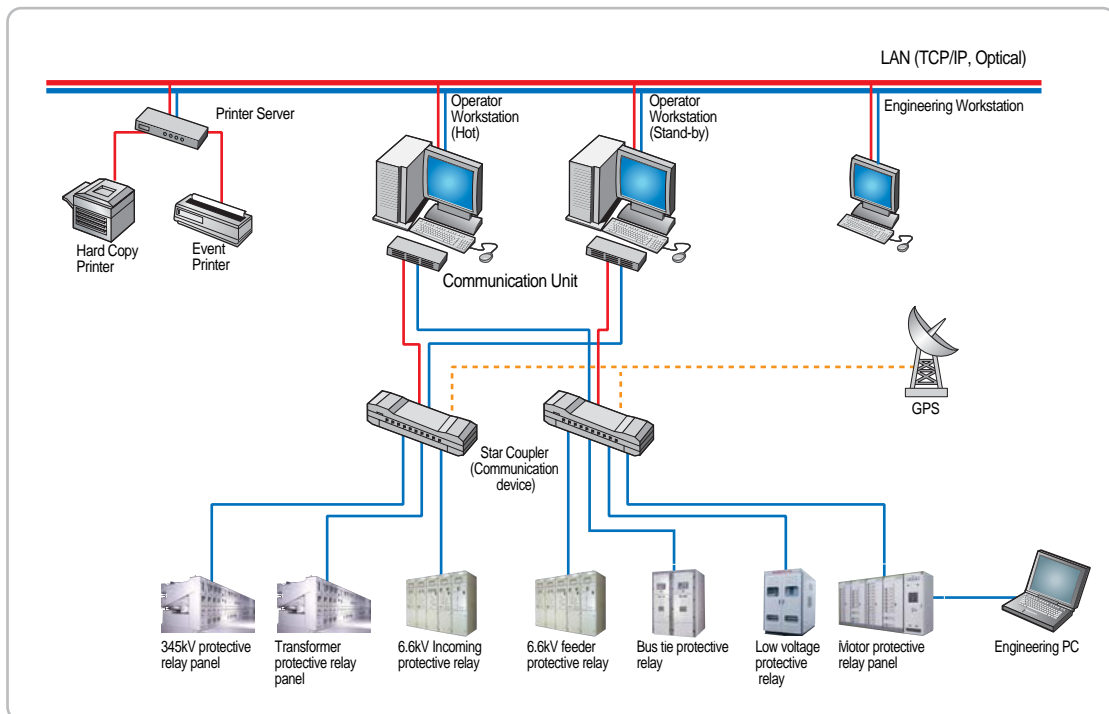 LAN (TCP/IP, Optical)
Printer Server
Operator
Workstation
(Hot)
Operator
Workstation
(Stand-by)
Engineering Workstation
Hard Copy
Printer
Event
Printer
Communication Unit
GPS
Star Coupler
(Communication
device)
345kV protective
relay panel
Transformer
protective relay
panel
6.6kV Incoming
protective relay
6.6kV feeder
protective relay
Bus tie protective
relay
Low voltage
protective
relay
Motor protective
relay panel
Engineering PC